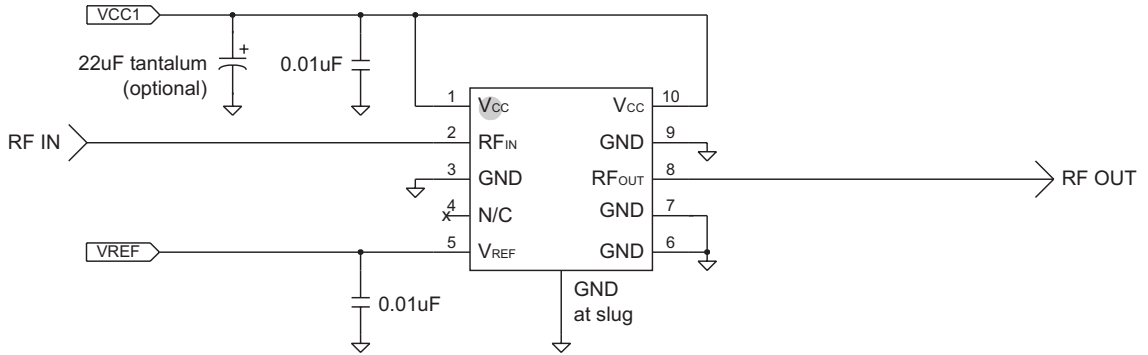 VCC1
22uF tantalum
(optional)
+
0.01uF
1 VCC
VCC 10
RF IN
2 RFIN
GND 9
3 GND
RFOUT 8
RF OUT
4 N/C
x
GND 7
VREF
5 VREF
GND 6
0.01uF
GND
at slug